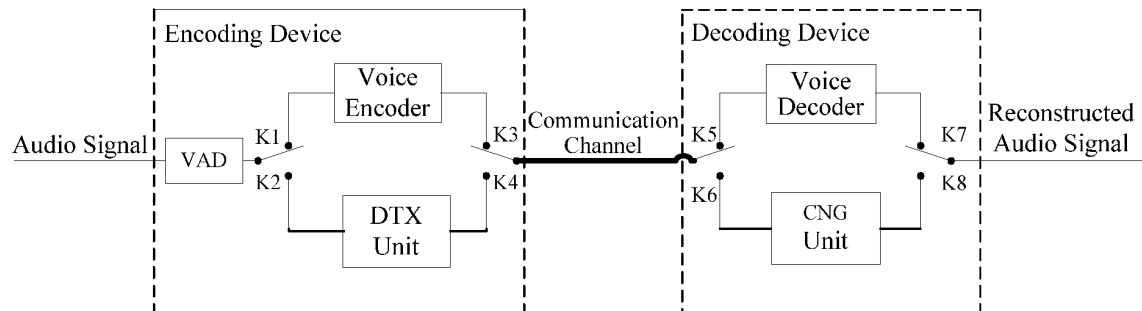 Encoding Device
Decoding Device
Voice
Encoder
Voice
Decoder
Communication
Channel
Reconstructed
Audio Signal
Audio Signal
VAD
K1
K2
K3
K4
K5
K6
K7
K8
DTX
Unit
CNG
Unit